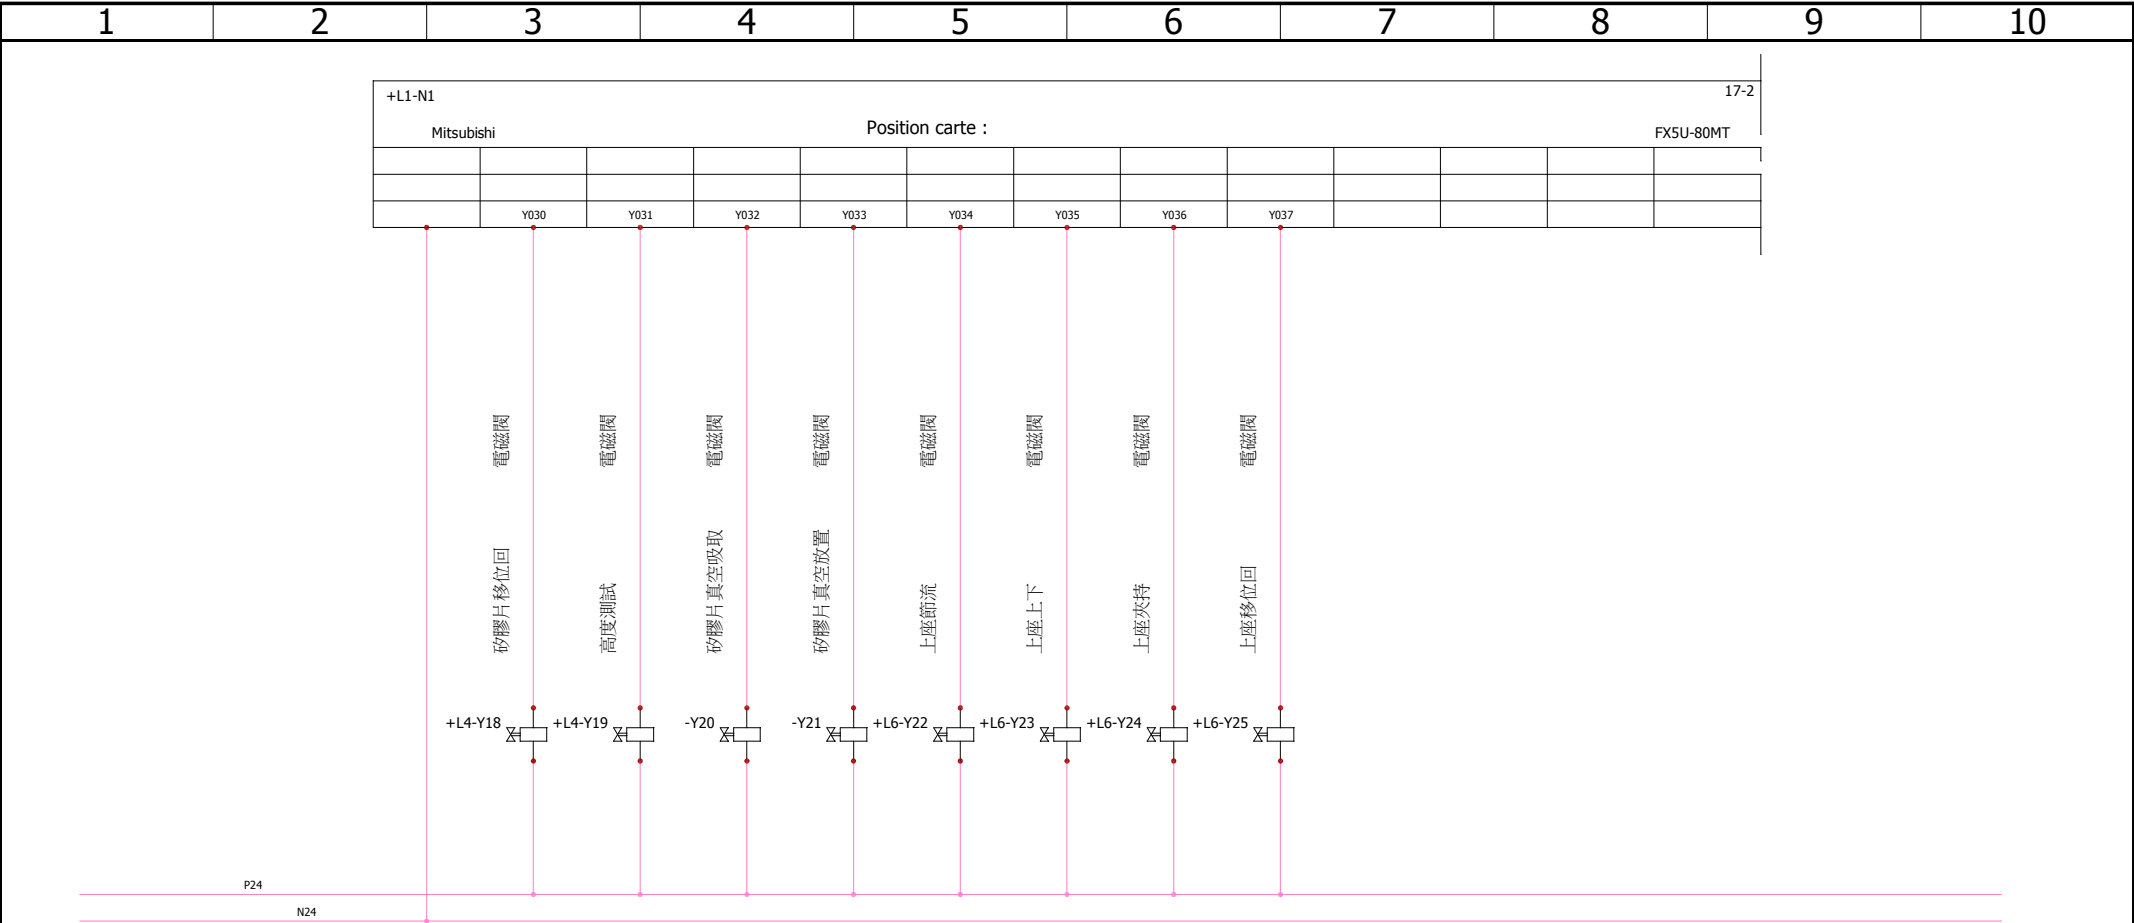 1 2 3 4 5 6 7 8 9 10
+L1-N1 17-2
Mitsubishi Position carte : FX5U-80MT
Y030 Y031 Y032 Y033 Y034 Y035 Y036 Y037
電磁閥 電磁閥 電磁閥 電磁閥 電磁閥 電磁閥 電磁閥 電磁閥
矽膠片移位回
高度測試
矽膠片真空吸取
矽膠片真空放置
上座節流
上座上下
上座夾持
上座移位回
+L4-Y18 +L4-Y19 -Y20 -Y21 +L6-Y22 +L6-Y23 +L6-Y24 +L6-Y25
P24
N24